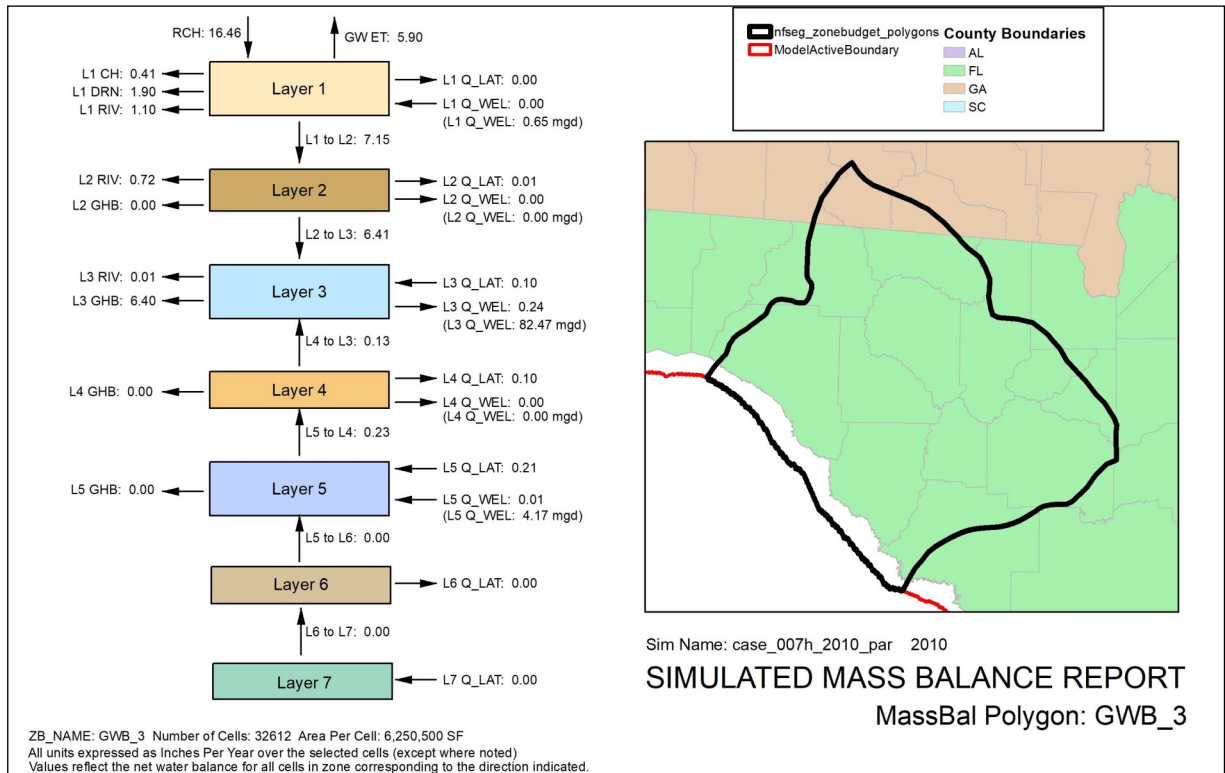 RCH: 16.46
GW ET: 5.90
L1 CH: 0.41
L1 DRN: 1.90
L1 RIV: 1.10
Layer 1
L1 Q_LAT: 0.00
L1 Q_WEL: 0.00
(L1 Q_WEL: 0.65 mgd)
L1 to L2: 7.15
L2 RIV: 0.72
L2 GHB: 0.00
Layer 2
L2 Q_LAT: 0.01
L2 Q_WEL: 0.00
(L2 Q_WEL: 0.00 mgd)
L2 to L3: 6.41
L3 RIV: 0.01
L3 GHB: 6.40
Layer 3
L3 Q_LAT: 0.10
L3 Q_WEL: 0.24
(L3 Q_WEL: 82.47 mgd)
L4 to L3: 0.13
L4 GHB: 0.00
Layer 4
L4 Q_LAT: 0.10
L4 Q_WEL: 0.00
(L4 Q_WEL: 0.00 mgd)
L5 to L4: 0.23
L5 GHB: 0.00
Layer 5
L5 Q_LAT: 0.21
L5 Q_WEL: 0.01
(L5 Q_WEL: 4.17 mgd)
L5 to L6: 0.00
Layer 6
L6 Q_LAT: 0.00
L6 to L7: 0.00
Layer 7
L7 Q_LAT: 0.00
ZB_NAME: GWB_3 Number of Cells: 32612 Area Per Cell: 6,250,500 SF
All units expressed as Inches Per Year over the selected cells (except where noted)
Values reflect the net water balance for all cells in zone corresponding to the direction indicated.
nfseg_zonebudget_polygons
ModelActiveBoundary
County Boundaries
AL
FL
GA
SC
Sim Name: case_007h_2010_par 2010
SIMULATED MASS BALANCE REPORT
MassBal Polygon: GWB_3